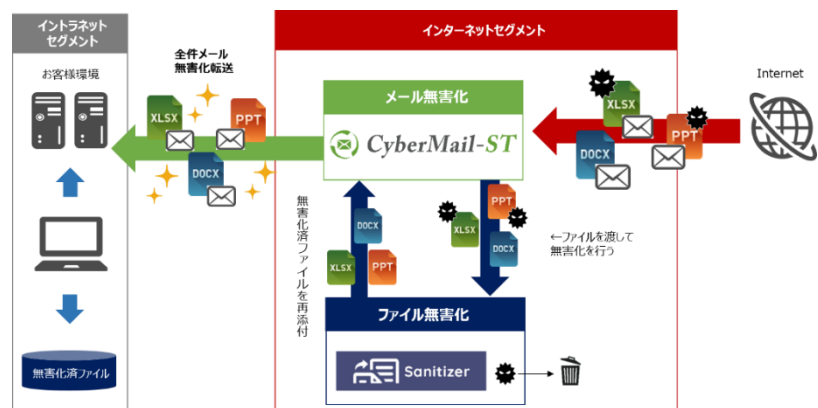 イントラネット
セグメント
お客様環境
無害化済ファイル
全件メール
無害化転送
XLSX
PPT
DOCX
インターネットセグメント
メール無害化
CyberMail-ST
XLSX
PPT
DOCX
Internet
無害化済ファイルを再添付
DOCX
XLSX
PPT
PPT
XLSX
DOCX
←ファイルを渡して
無害化を行う
ファイル無害化
Sanitizer